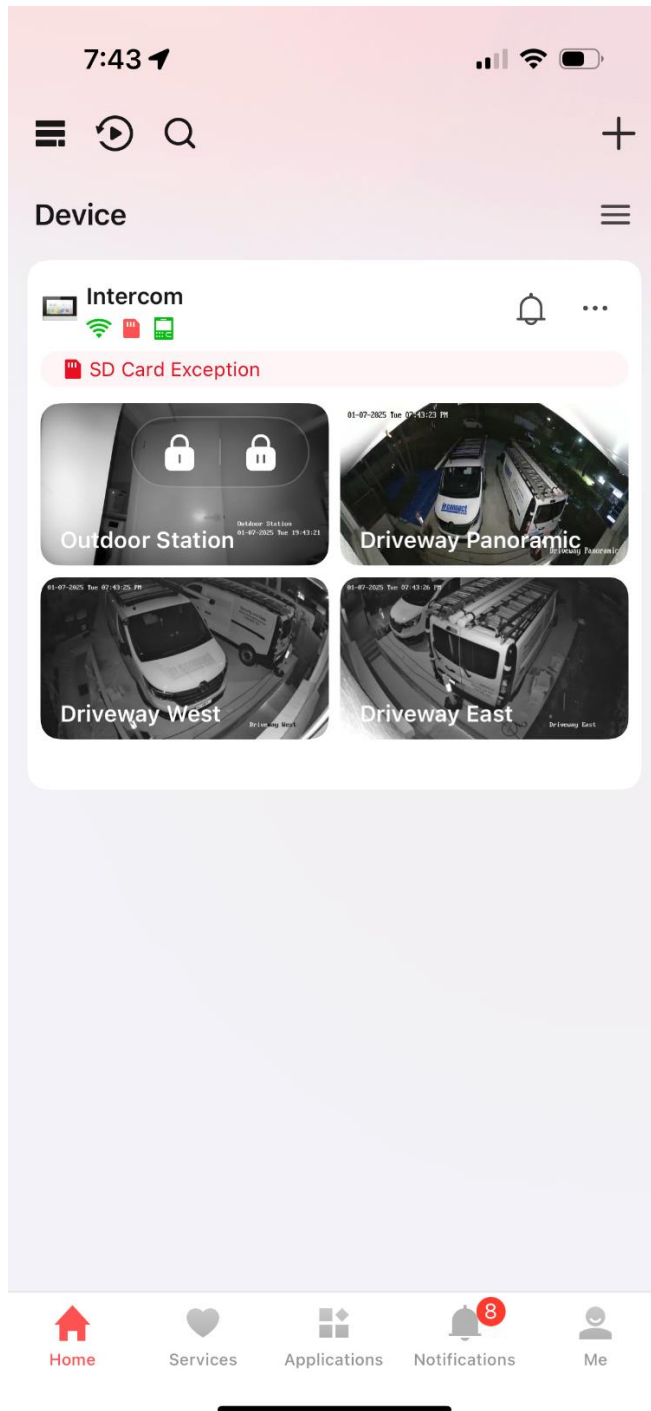 7:43
Device
Intercom
SD Card Exception
Outdoor Station
Outdoor Station
01-07-2025 Tue 19:43:21
01-07-2025 Tue 07:43:23 PM
Driveway Panoramic
Driveway Panoramic
01-07-2025 Tue 07:43:25 PM
Driveway West
Driveway West
01-07-2025 Tue 07:43:26 PM
Driveway East
Driveway East
8
Home
Services
Applications
Notifications
Me